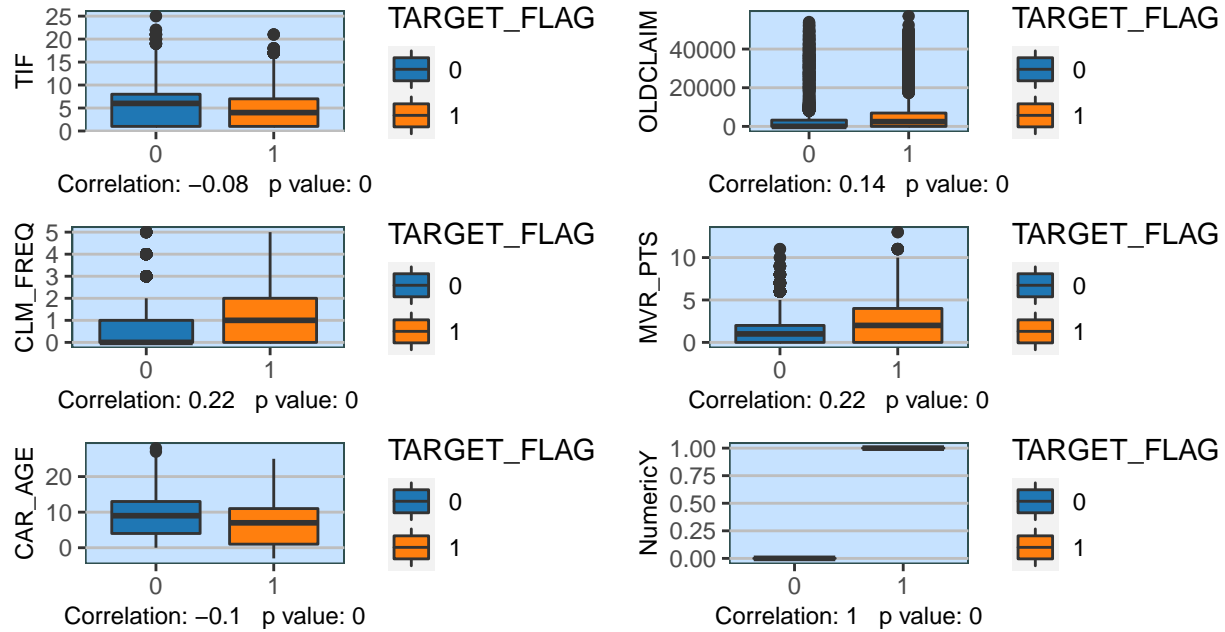 TIF
25
20
15
10
5
0
0 1
Correlation: −0.08 p value: 0
TARGET_FLAG
0
1
OLDCLAIM
40000
20000
0
0 1
Correlation: 0.14 p value: 0
TARGET_FLAG
0
1
CLM_FREQ
5
4
3
2
1
0
0 1
Correlation: 0.22 p value: 0
TARGET_FLAG
0
1
MVR_PTS
10
5
0
0 1
Correlation: 0.22 p value: 0
TARGET_FLAG
0
1
CAR_AGE
20
10
0
0 1
Correlation: −0.1 p value: 0
TARGET_FLAG
0
1
NumericY
1.00
0.75
0.50
0.25
0.00
0 1
Correlation: 1 p value: 0
TARGET_FLAG
0
1